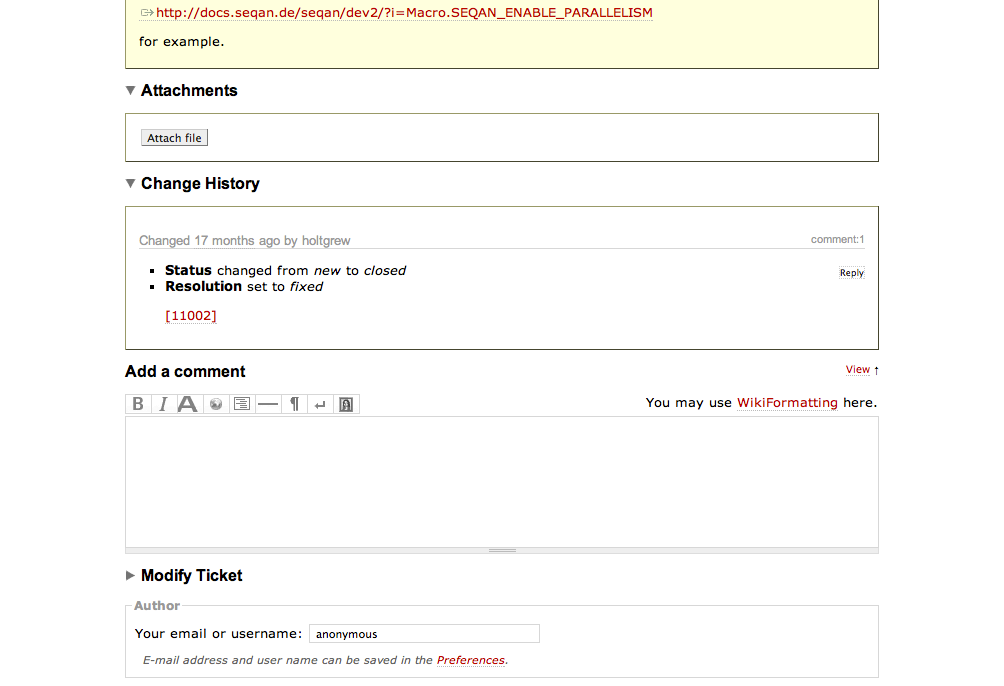 http://docs.seqan.de/seqan/dev2/?i=Macro.SEQAN_ENABLE_PARALLELISM
for example.
Attachments
Attach file
Change History
Changed 17 months ago by holtgrew comment:1
Status changed from new to closed Reply
Resolution set to fixed
[11002]
Add a comment View ↑
B I A ¶ You may use WikiFormatting here.
Modify Ticket
Author
Your email or username: anonymous
E-mail address and user name can be saved in the Preferences.